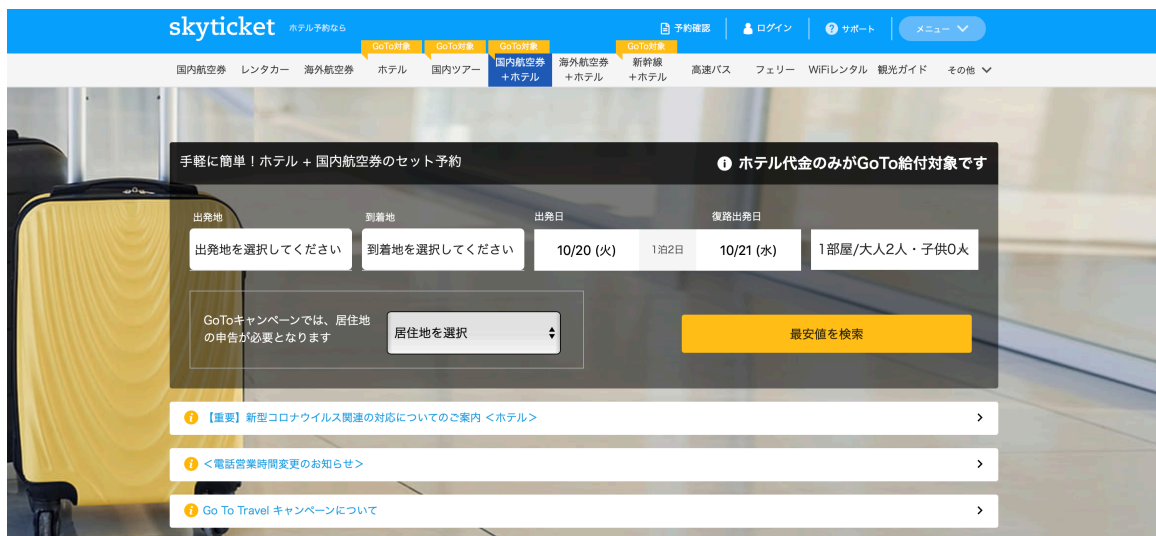 skyticket ホテル予約なら 予約確認 ログイン サポート メニュー
GoTo対象 GoTo対象 GoTo対象 GoTo対象
国内航空券 レンタカー 海外航空券 ホテル 国内ツアー 国内航空券 海外航空券 新幹線 高速バス フェリー WiFiレンタル 観光ガイド その他
+ホテル +ホテル +ホテル
手軽に簡単！ホテル + 国内航空券のセット予約 ホテル代金のみがGoTo給付対象です
出発地 到着地 出発日 復路出発日
出発地を選択してください 到着地を選択してください 10/20 (火) 1泊2日 10/21 (水) 1部屋/大人2人・子供0人
GoToキャンペーンでは、居住地
の申告が必要となります
居住地を選択
最安値を検索
【重要】新型コロナウイルス関連の対応についてのご案内 <ホテル>
<電話営業時間変更のお知らせ>
Go To Travel キャンペーンについて